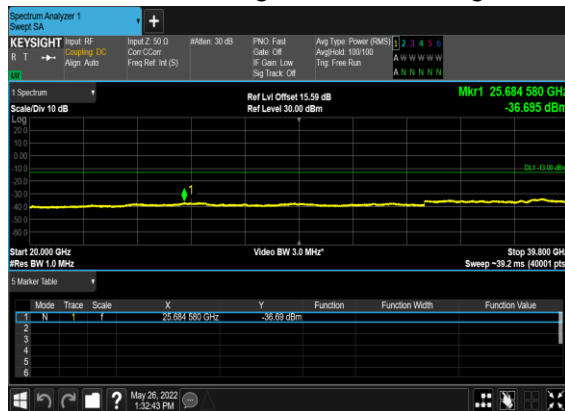 Spectrum Analyzer 1
Swept SA
+
KEYSIGHT Input: RF Input Z: 50 Ω #Atten: 30 dB PNO: Fast Avg Type: Power (RMS) 1 2 3 4 5 6
R T Coupling: DC Corr CCorr Gate: Off Avg|Hold: 100/100 A W W W W W
Align: Auto Freq Ref: Int (S) IF Gain: Low Trig: Free Run
LXI Sig Track: Off A N N N N N
1 Spectrum Ref Lvl Offset 15.59 dB Mkr1 25.684 580 GHz
Scale/Div 10 dB Ref Level 30.00 dBm -36.695 dBm
Log
20.0
10.0
0.00
-10.0 DL1 -13.00 dBm
-20.0
-30.0 1
-40.0
-50.0
-60.0
Start 20.000 GHz Video BW 3.0 MHz* Stop 39.800 GHz
#Res BW 1.0 MHz Sweep ~39.2 ms (40001 pts)
5 Marker Table
Mode Trace Scale X Y Function Function Width Function Value
1 N 1 f 25.684 580 GHz -36.69 dBm
2
3
4
5
6
? May 26, 2022
1:32:43 PM